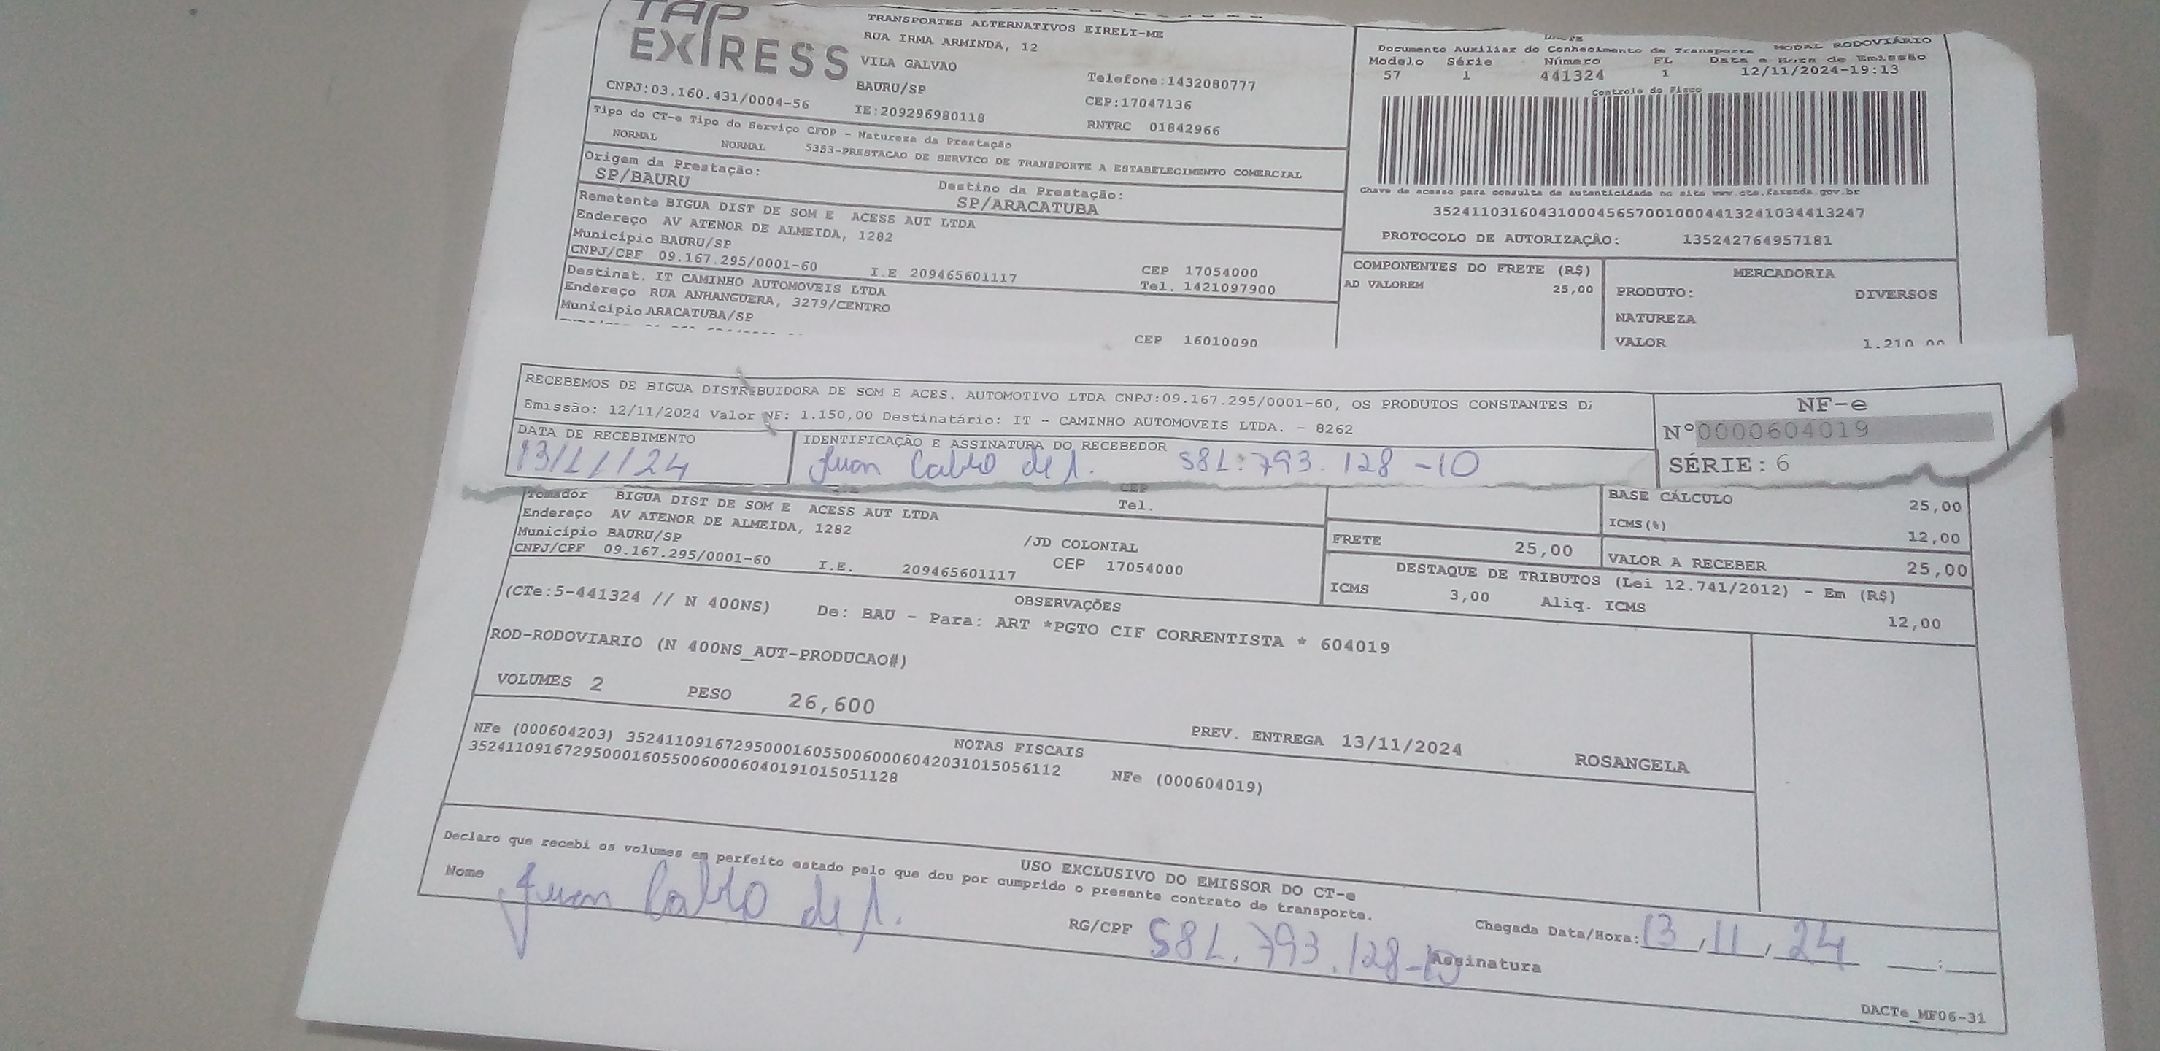 TAP
EXPRESS
TRANSPORTES ALTERNATIVOS EIRELI-ME
RUA IRMA ARMINDA, 12
VILA GALVAO
BAURU/SP
Telefone:1432080777
CEP:17047136
CNPJ:03.160.431/0004-56
IE:209296980118
RNTRC 01842966
Tipo do CT-e Tipo do Serviço CFOP - Natureza da Prestação
NORMAL NORMAL 5353-PRESTACAO DE SERVICO DE TRANSPORTE A ESTABELECIMENTO COMERCIAL
Origem da Prestação: Destino da Prestação:
SP/BAURU SP/ARACATUBA
Remetente BIGUA DIST DE SOM E ACESS AUT LTDA
Endereço AV ATENOR DE ALMEIDA, 1282
Município BAURU/SP CEP 17054000
CNPJ/CPF 09.167.295/0001-60 I.E 209465601117 Tel. 1421097900
Destinat. IT CAMINHO AUTOMOVEIS LTDA
Endereço RUA ANHANGUERA, 3279/CENTRO
Município ARACATUBA/SP CEP 16010090
Documento Auxiliar do Conhecimento de Transporte MODAL RODOVIÁRIO
Modelo Série Número FL Data e Hora de Emissão
57 1 441324 1 12/11/2024-19:13
Controle do Fisco
Chave de acesso para consulta de autenticidade no site www.cte.fazenda.gov.br
35241103160431000456570010004413241034413247
PROTOCOLO DE AUTORIZAÇÃO: 135242764957181
COMPONENTES DO FRETE (R$) MERCADORIA
AD VALOREM 25,00 PRODUTO: DIVERSOS
NATUREZA
VALOR 1.210,00
RECEBEMOS DE BIGUA DISTRIBUIDORA DE SOM E ACES. AUTOMOTIVO LTDA CNPJ:09.167.295/0001-60, OS PRODUTOS CONSTANTES DA
Emissão: 12/11/2024 Valor NF: 1.150,00 Destinatário: IT - CAMINHO AUTOMOVEIS LTDA. - 8262
NF-e
Nº0000604019
SÉRIE: 6
DATA DE RECEBIMENTO IDENTIFICAÇÃO E ASSINATURA DO RECEBEDOR
13/11/24 581.793.128-10
CEP
Tomador BIGUA DIST DE SOM E ACESS AUT LTDA Tel.
Endereço AV ATENOR DE ALMEIDA, 1282
Município BAURU/SP /JD COLONIAL
CNPJ/CPF 09.167.295/0001-60 I.E. 209465601117 CEP 17054000
BASE CÁLCULO 25,00
ICMS(%) 12,00
FRETE 25,00 VALOR A RECEBER 25,00
DESTAQUE DE TRIBUTOS (Lei 12.741/2012) - Em (R$)
ICMS 3,00 Aliq. ICMS 12,00
OBSERVAÇÕES
(CTe:5-441324 // N 400NS) De: BAU - Para: ART *PGTO CIF CORRENTISTA * 604019
ROD-RODOVIARIO (N 400NS_AUT-PRODUCAO#)
VOLUMES 2 PESO 26,600
PREV. ENTREGA 13/11/2024 ROSANGELA
NOTAS FISCAIS
NFe (000604203) 35241109167295000160550060006042031015056112 NFe (000604019)
35241109167295000160550060006040191015051128
USO EXCLUSIVO DO EMISSOR DO CT-e
Declaro que recebi os volumes em perfeito estado pelo que dou por cumprido o presente contrato de transporte.
Nome RG/CPF 581.793.128-10 Assinatura
Chegada Data/Hora: 13/11/24 __:__
DACTe_MF06-31